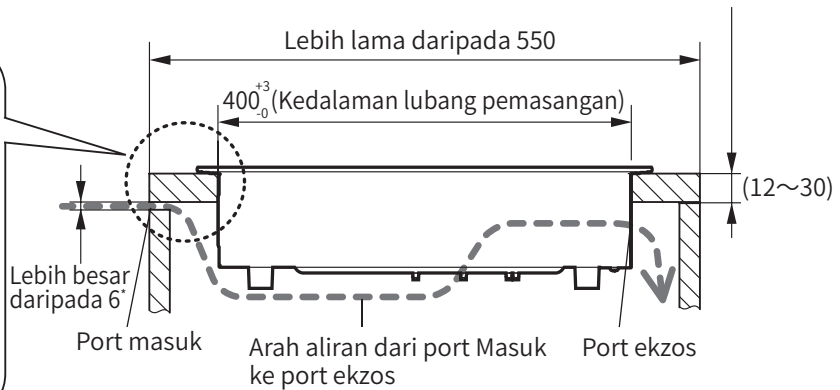 Lebih lama daripada 550
400 +3 -0 (Kedalaman lubang pemasangan)
(12～30)
Lebih besar
daripada 6*
Port masuk
Arah aliran dari port Masuk
ke port ekzos
Port ekzos